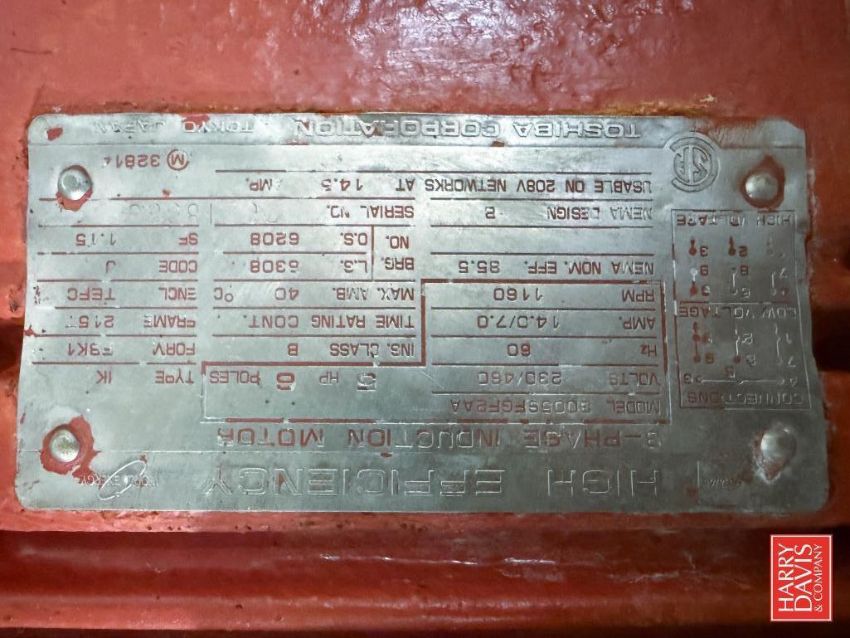 HIGH EFFICIENCY
3-PHASE INDUCTION MOTOR
MODEL B0056FGF2AA
5 HP 6 POLES
TYPE IK
VOLTS 230/460
INS. CLASS B
FORM F3K1
Hz 60
TIME RATING CONT.
FRAME 215T
AMP. 14.0/7.0
MAX. AMB. 40 °C
ENCL TEFC
RPM 1160
BRG. L.S. 6308
CODE J
NEMA NOM. EFF. 85.5
NO. O.S. 6208
SF 1.15
NEMA DESIGN
SERIAL NO.
USABLE ON 208V NETWORKS AT 14.5 AMP.
TOSHIBA CORPORATION TOKYO JAPAN
CONNECTIONS
LOW VOLTAGE
HIGH VOLTAGE
HARRY
DAVIS
& COMPANY